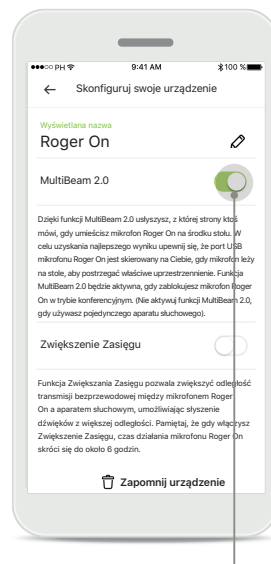 PH 9:41 AM 100 %
Skonfiguruj swoje urządzenie
Wyświetlana nazwa
Roger On
MultiBeam 2.0
Dzięki funkcji MultiBeam 2.0 usłyszysz, z której strony ktoś
mówi, gdy umieścisz mikrofon Roger On na środku stołu. W
celu uzyskania najlepszego wyniku upewnij się, że port USB
mikrofonu Roger On jest skierowany na Ciebie, gdy mikrofon leży
na stole, aby postrzegać właściwe uprzestrzennienie. Funkcja
MultiBeam 2.0 będzie aktywna, gdy zablokujesz mikrofon Roger
On w trybie konferencyjnym. (Nie aktywuj funkcji MultiBeam 2.0,
gdy używasz pojedynczego aparatu słuchowego).
Zwiększenie Zasięgu
Funkcja Zwiększania Zasięgu pozwala zwiększyć odległość
transmisji bezprzewodowej między mikrofonem Roger
On a aparatem słuchowym, umożliwiając słyszenie
dźwięków z większej odległości. Pamiętaj, że gdy włączysz
Zwiększenie Zasięgu, czas działania mikrofonu Roger On
skróci się do około 6 godzin.
Zapomnij urządzenie